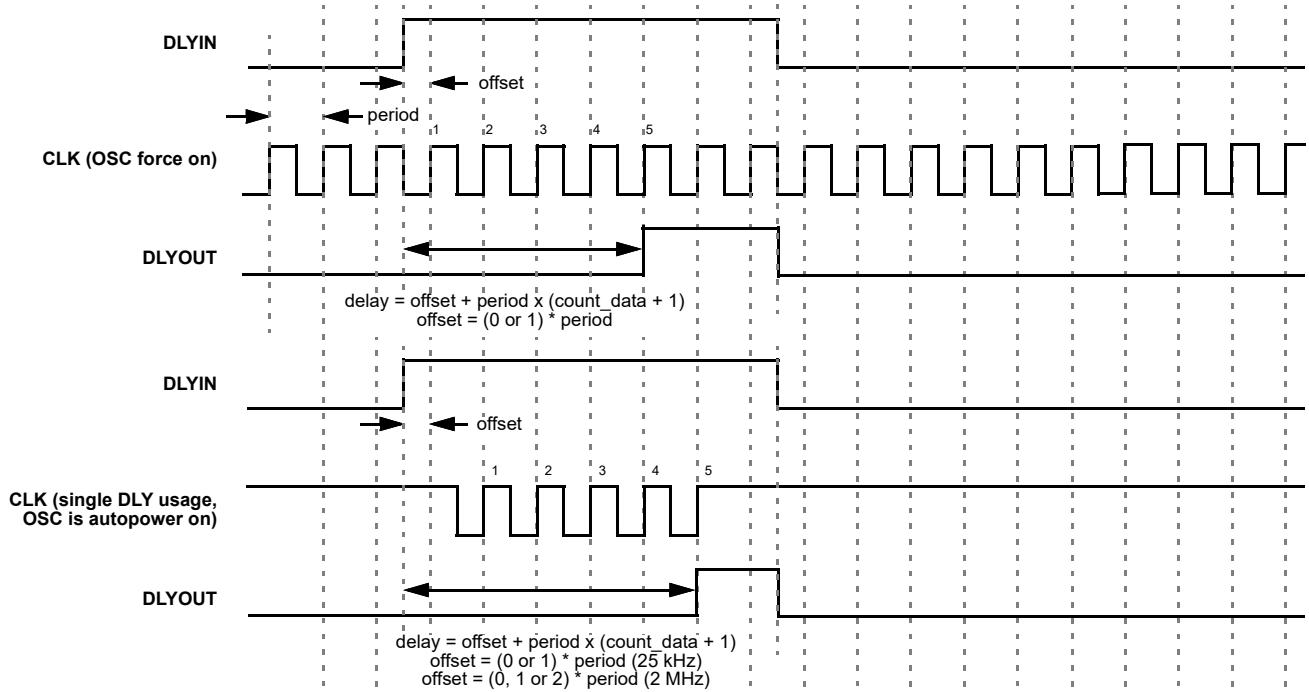 DLYIN
offset
period
1 2 3 4 5
CLK (OSC force on)
DLYOUT
delay = offset + period x (count_data + 1)
offset = (0 or 1) * period
DLYIN
offset
1 2 3 4 5
CLK (single DLY usage,
OSC is autopower on)
DLYOUT
delay = offset + period x (count_data + 1)
offset = (0 or 1) * period (25 kHz)
offset = (0, 1 or 2) * period (2 MHz)